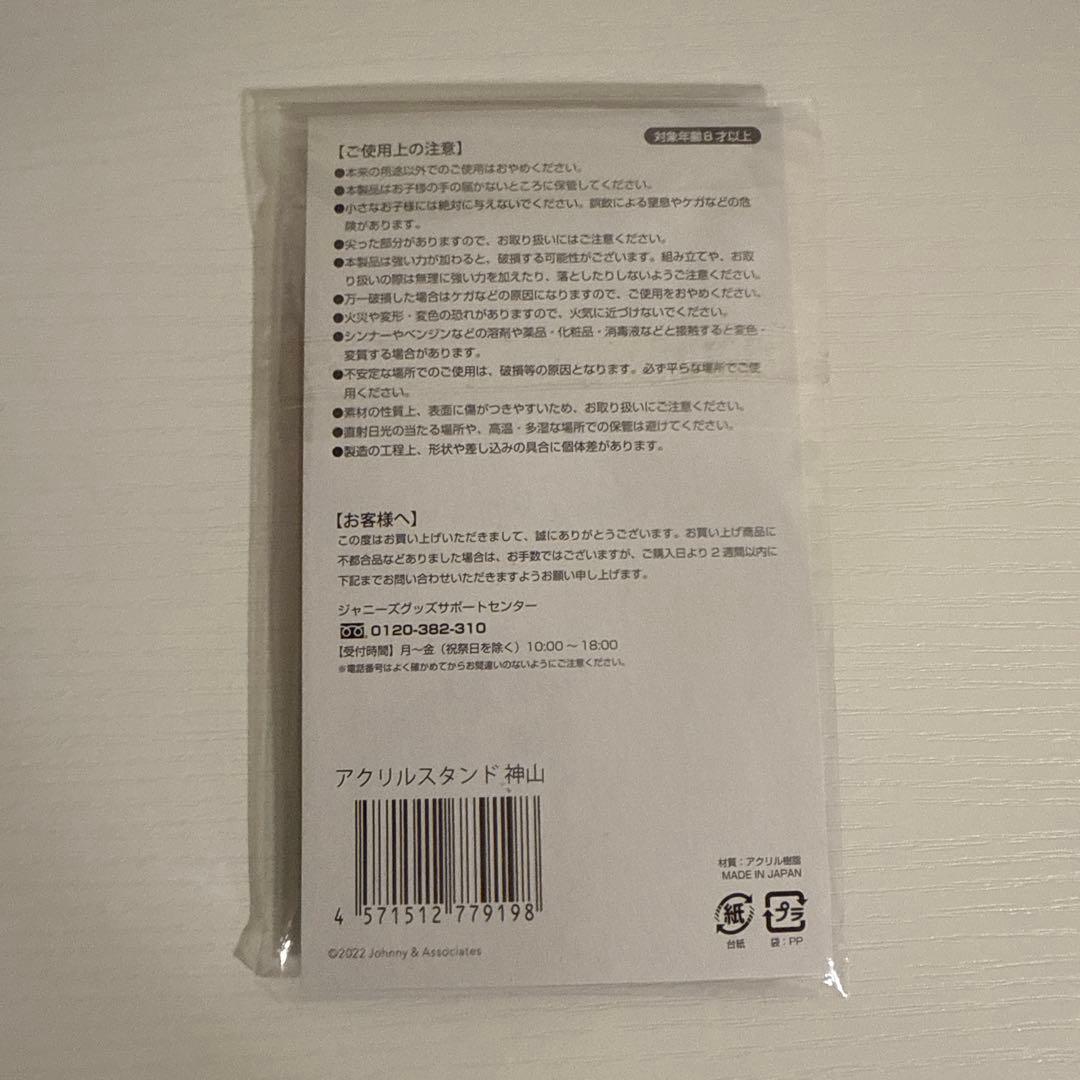 対象年齢8才以上
【ご使用上の注意】
●本来の用途以外でのご使用はおやめください。
●本製品はお子様の手の届かないところに保管してください。
●小さなお子様には絶対に与えないでください。誤飲による窒息やケガなどの危
険があります。
●尖った部分がありますので、お取り扱いにはご注意ください。
●本製品は強い力が加わると、破損する可能性がございます。組み立てや、お取
り扱いの際は無理に強い力を加えたり、落としたりしないようご注意ください。
●万一破損した場合はケガなどの原因になりますので、ご使用をおやめください。
●火災や変形・変色の恐れがありますので、火気に近づけないでください。
●シンナーやベンジンなどの溶剤や薬品・化粧品・消毒液などと接触すると変色・
変質する場合があります。
●不安定な場所でのご使用は、破損等の原因となります。必ず平らな場所でご使
用ください。
●素材の性質上、表面に傷がつきやすいため、お取り扱いにご注意ください。
●直射日光の当たる場所や、高温・多湿な場所での保管は避けてください。
●製造の工程上、形状や差し込みの具合に個体差があります。
【お客様へ】
この度はお買い上げいただきまして、誠にありがとうございます。お買い上げ商品に
不都合品などありました場合は、お手数ではございますが、ご購入日より2週間以内に
下記までお問い合わせいただきますようお願い申し上げます。
ジャニーズグッズサポートセンター
0120-382-310
【受付時間】月〜金（祝祭日を除く）10:00〜18:00
※電話番号はよく確かめてからお間違いのないようにご注意ください。
アクリルスタンド 神山
4 571512 779198
©2022 Johnny & Associates
材質：アクリル樹脂
MADE IN JAPAN
紙 プラ
台紙 袋：PP